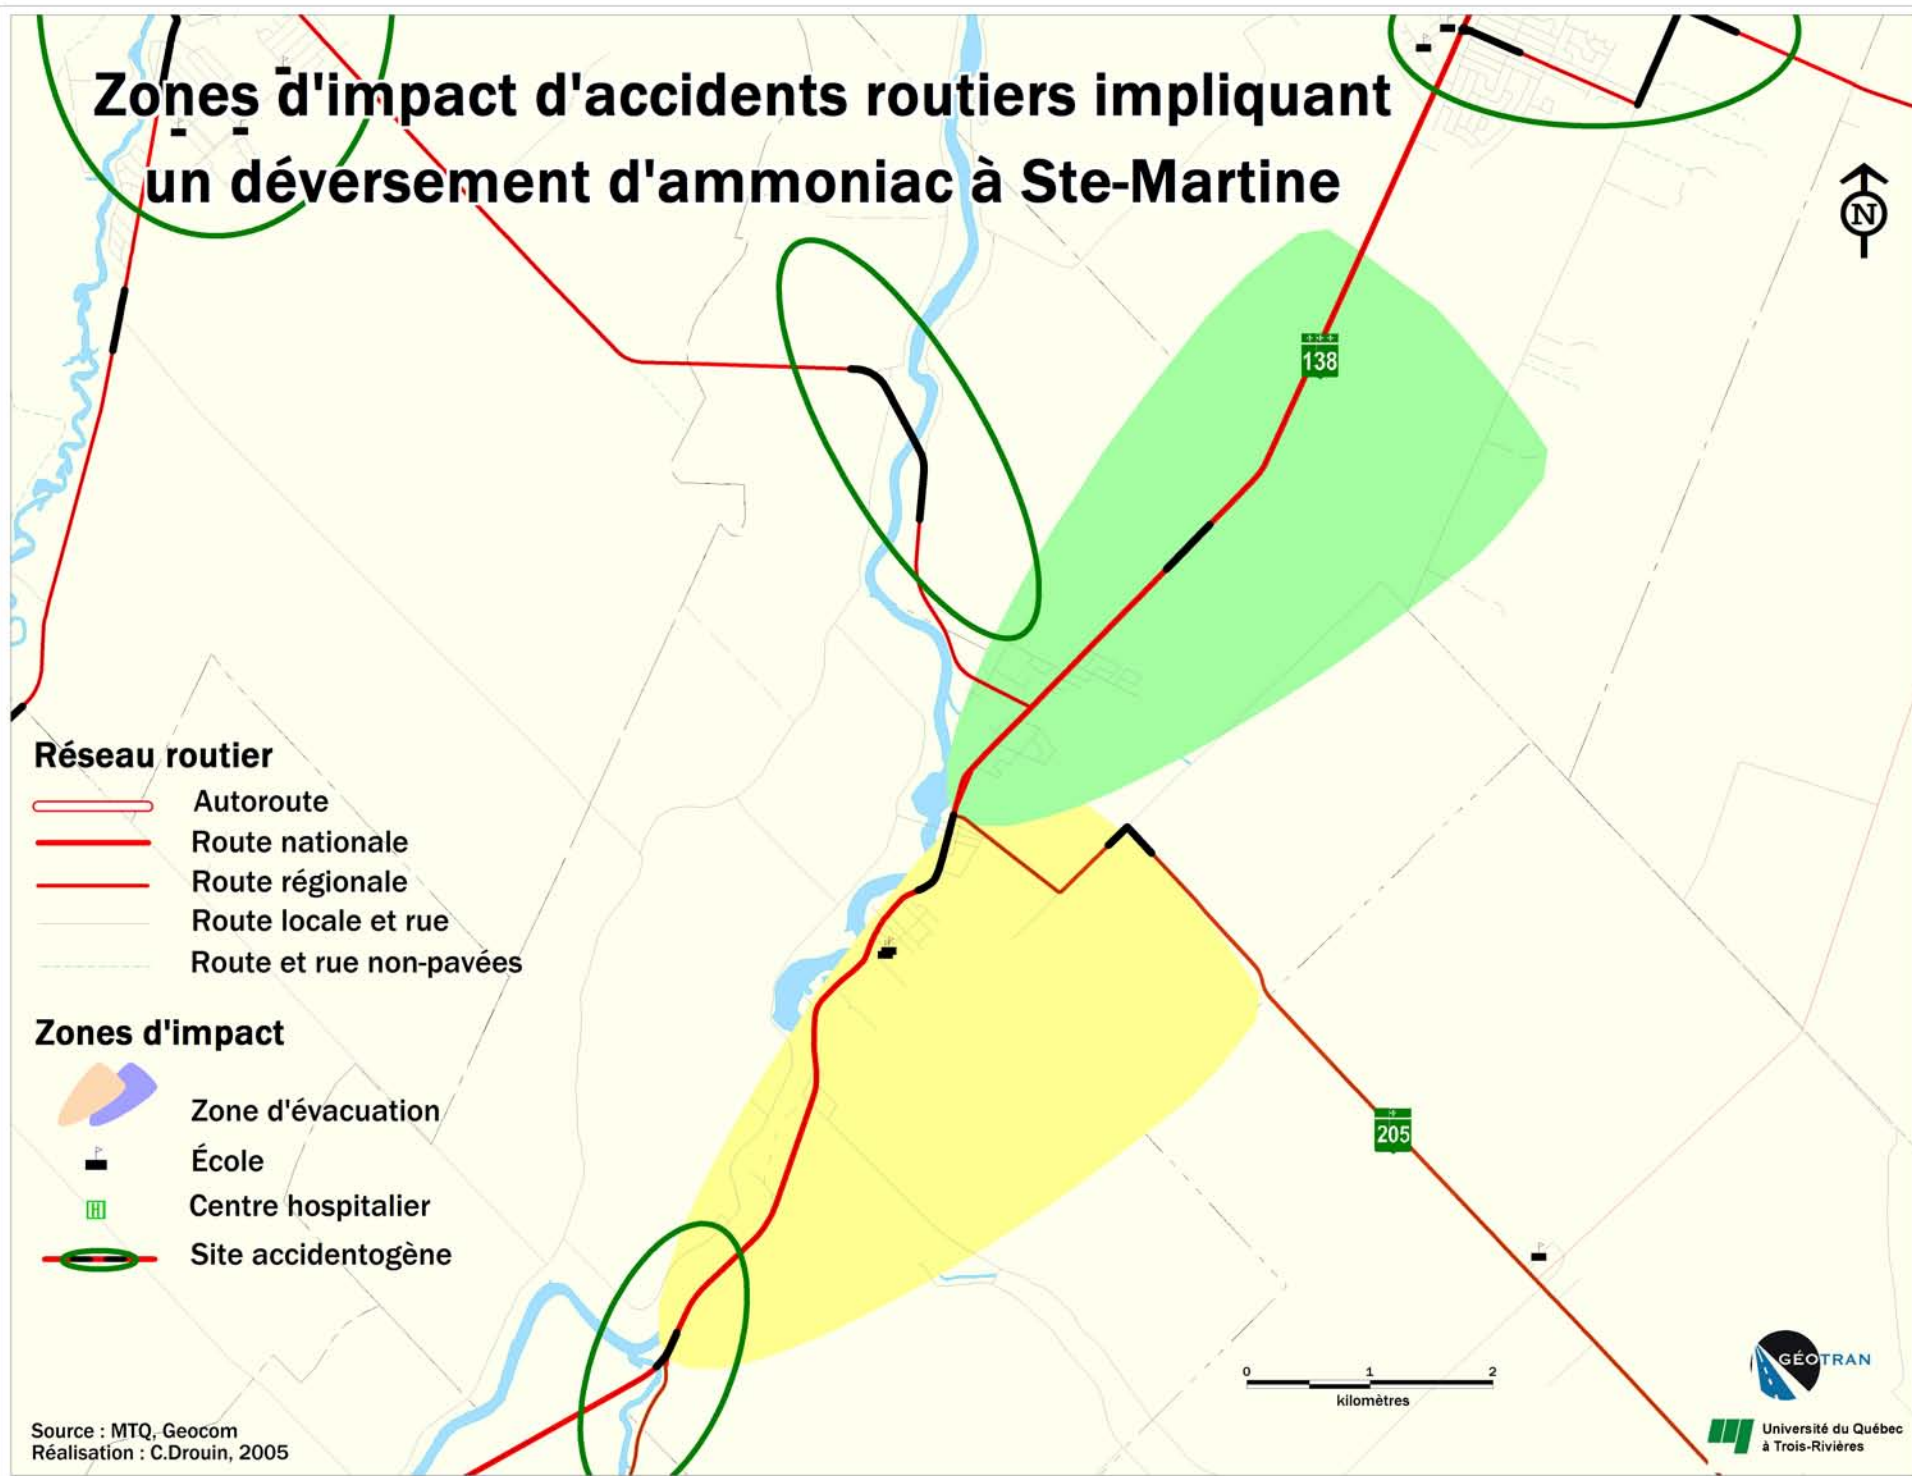 Zones d'impact d'accidents routiers impliquant
un déversement d'ammoniac à Ste-Martine
N
138
Réseau routier
Autoroute
Route nationale
Route régionale
Route locale et rue
Route et rue non-pavées
Zones d'impact
Zone d'évacuation
École
H
Centre hospitalier
Site accidentogène
205
0 1 2
kilomètres
GÉOTRAN
Université du Québec
à Trois-Rivières
Source : MTQ, Geocom
Réalisation : C.Drouin, 2005